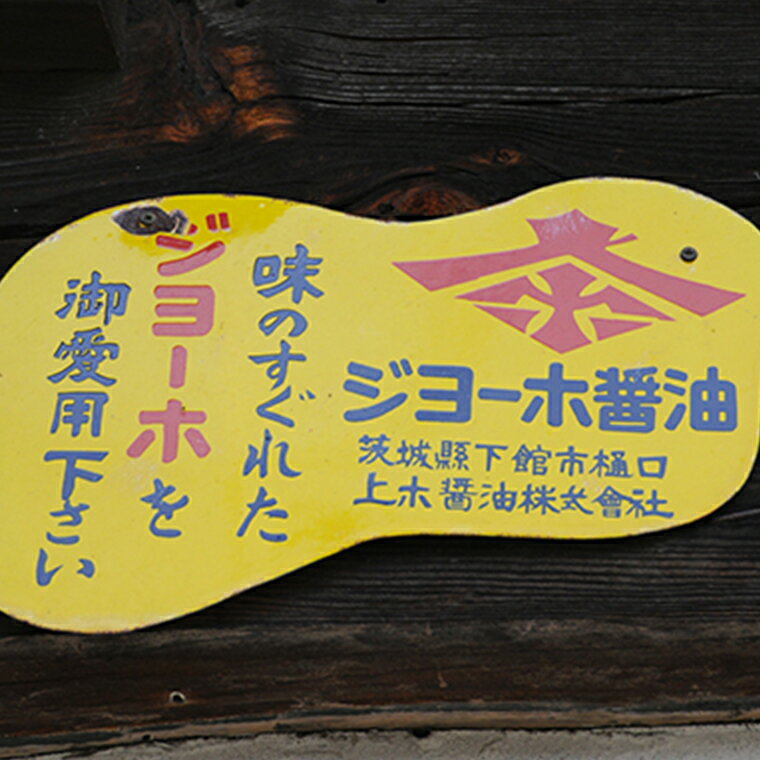 ジョーホ醤油
茨城縣下館市樋口
上ホ醤油株式會社
味のすぐれた
ジョーホを
御愛用下さい